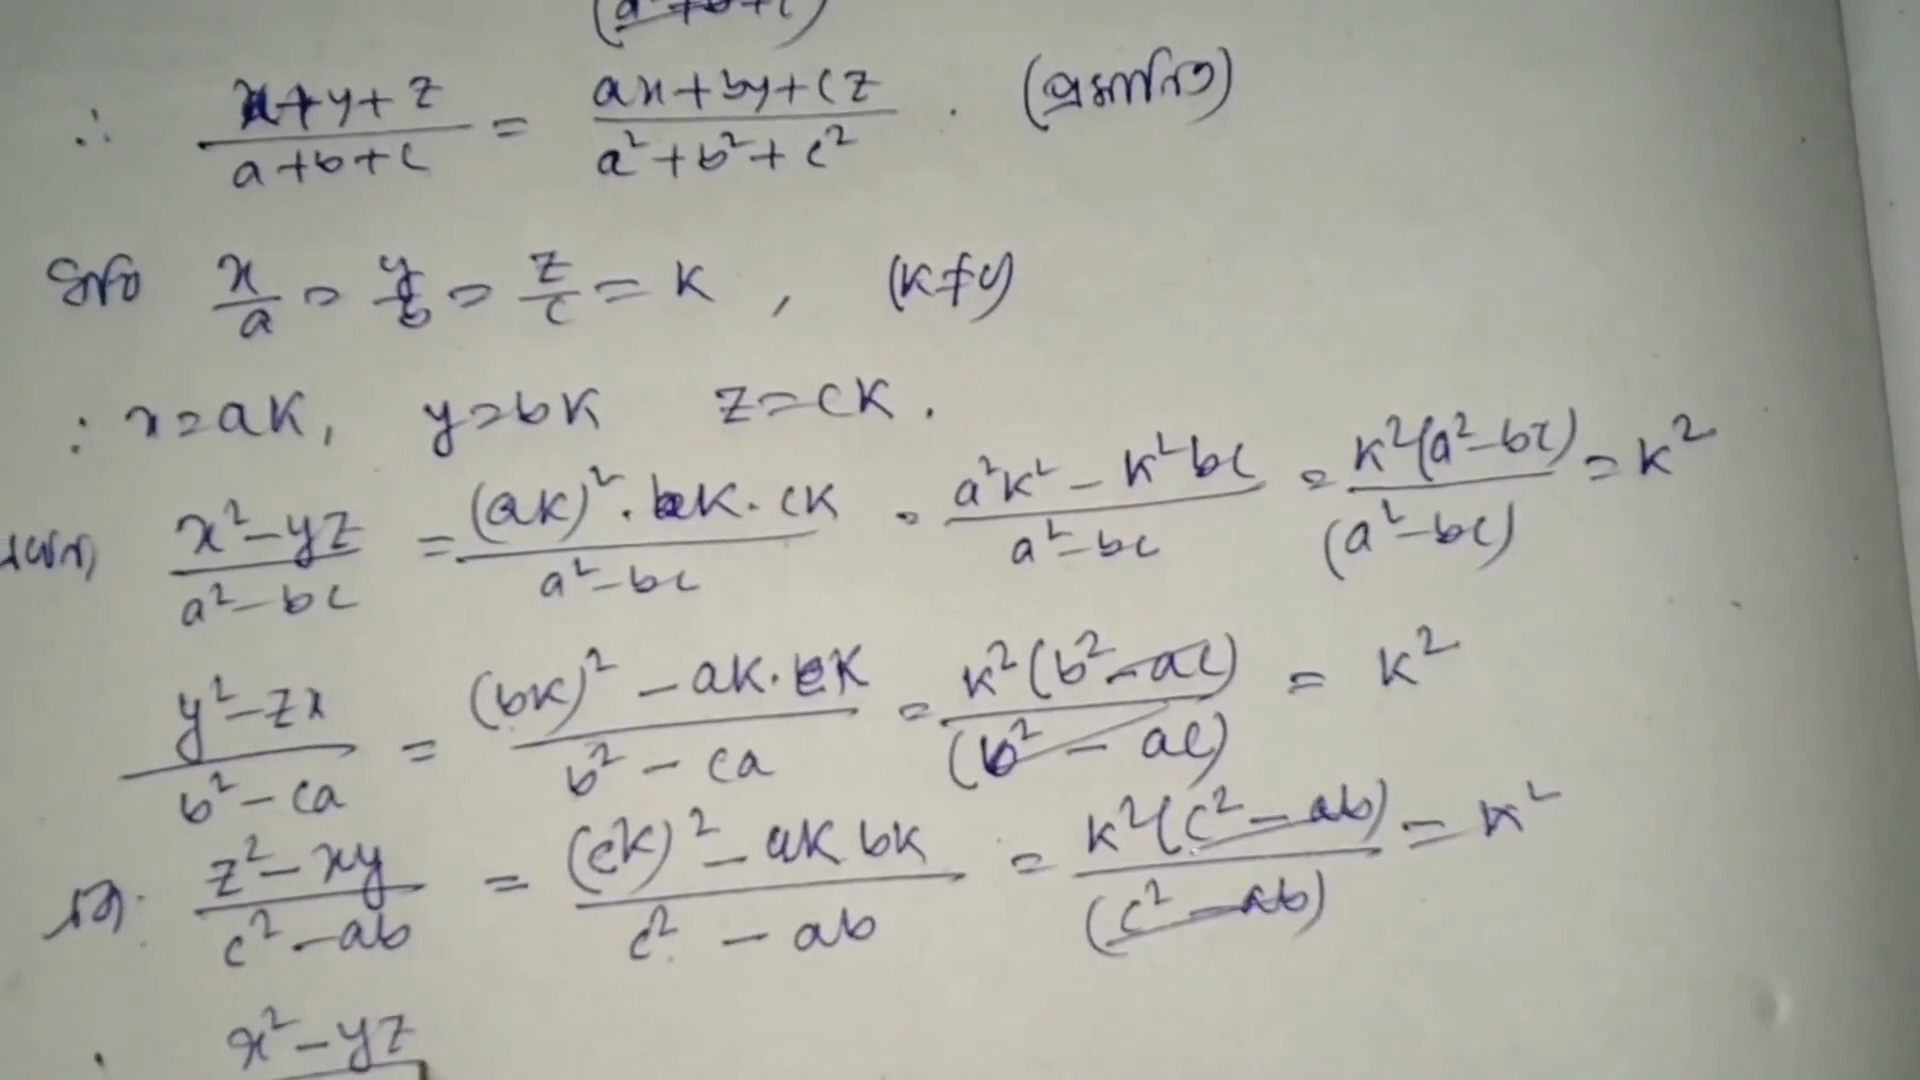 (a²+b²+c²)
∴ x+y+z / a+b+c = ax+by+cz / a²+b²+c² . (প্রমাণিত)
ধরি x/a = y/b = z/c = k , (k≠0)
∴ x=ak, y=bk z=ck.
x²-yz / a²-bc = (ak)².bk.ck / a²-bc = a²k²-k²bc / a²-bc = k²(a²-bc) / (a²-bc) = k²
y²-zx / b²-ca = (bk)²-ak.ck / b²-ca = k²(b²-ac) / (b²-ac) = k²
z²-xy / c²-ab = (ck)²-ak bk / c²-ab = k²(c²-ab) / (c²-ab) = k²
x²-yz